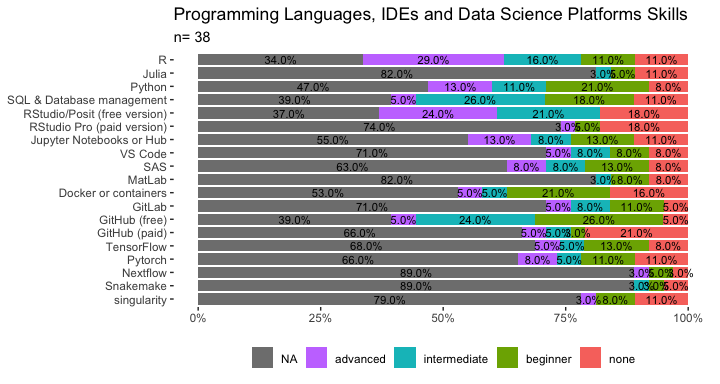 Programming Languages, IDEs and Data Science Platforms Skills
n= 38
R 34.0% 29.0% 16.0% 11.0% 11.0%
Julia 82.0% 3.0% 5.0% 11.0%
Python 47.0% 13.0% 11.0% 21.0% 8.0%
SQL & Database management 39.0% 5.0% 26.0% 18.0% 11.0%
RStudio/Posit (free version) 37.0% 24.0% 21.0% 18.0%
RStudio Pro (paid version) 74.0% 3.0% 5.0% 18.0%
Jupyter Notebooks or Hub 55.0% 13.0% 8.0% 13.0% 11.0%
VS Code 71.0% 5.0% 8.0% 8.0% 8.0%
SAS 63.0% 8.0% 8.0% 13.0% 8.0%
MatLab 82.0% 3.0% 8.0% 8.0%
Docker or containers 53.0% 5.0% 5.0% 21.0% 16.0%
GitLab 71.0% 5.0% 8.0% 11.0% 5.0%
GitHub (free) 39.0% 5.0% 24.0% 26.0% 5.0%
GitHub (paid) 66.0% 5.0% 5.0% 3.0% 21.0%
TensorFlow 68.0% 5.0% 5.0% 13.0% 8.0%
Pytorch 66.0% 8.0% 5.0% 11.0% 11.0%
Nextflow 89.0% 3.0% 5.0% 3.0%
Snakemake 89.0% 3.0% 3.0% 5.0%
singularity 79.0% 3.0% 8.0% 11.0%
0% 25% 50% 75% 100%
NA advanced intermediate beginner none